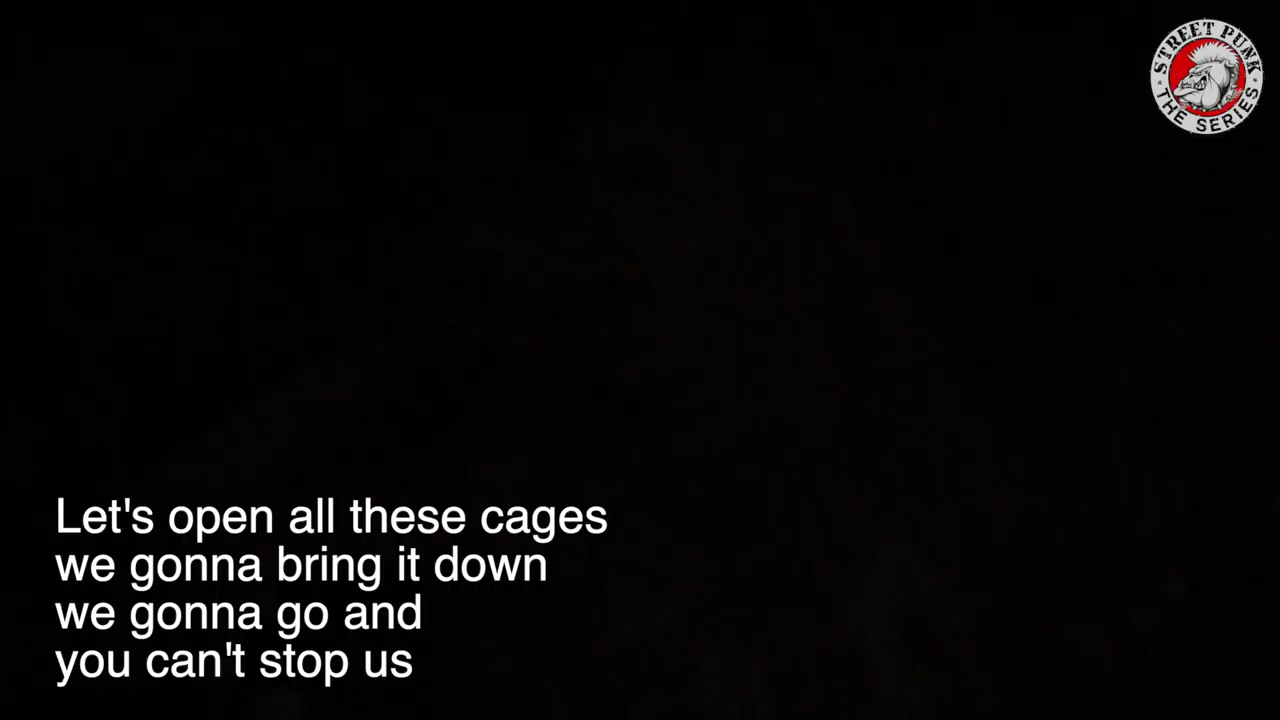 STREET PUNK
THE SERIES
Let's open all these cages
we gonna bring it down
we gonna go and
you can't stop us